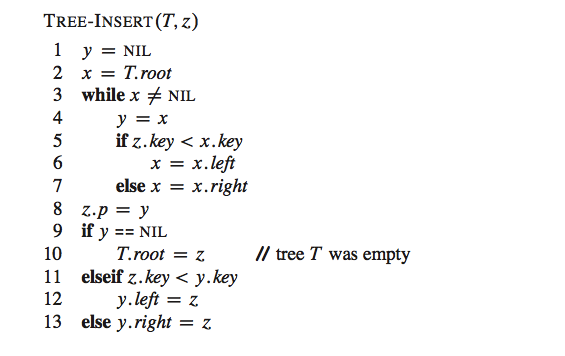 TREE-INSERT(T, z)
1 y = NIL
2 x = T.root
3 while x ≠ NIL
4 y = x
5 if z.key < x.key
6 x = x.left
7 else x = x.right
8 z.p = y
9 if y == NIL
10 T.root = z // tree T was empty
11 elseif z.key < y.key
12 y.left = z
13 else y.right = z